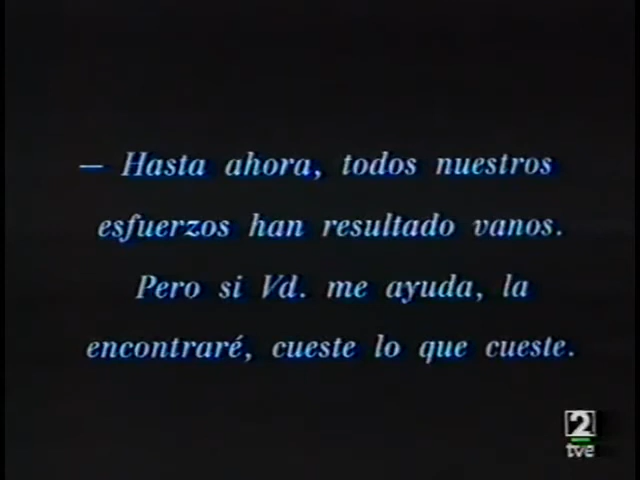 — Hasta ahora, todos nuestros
esfuerzos han resultado vanos.
Pero si Vd. me ayuda, la
encontraré, cueste lo que cueste.
2
tve